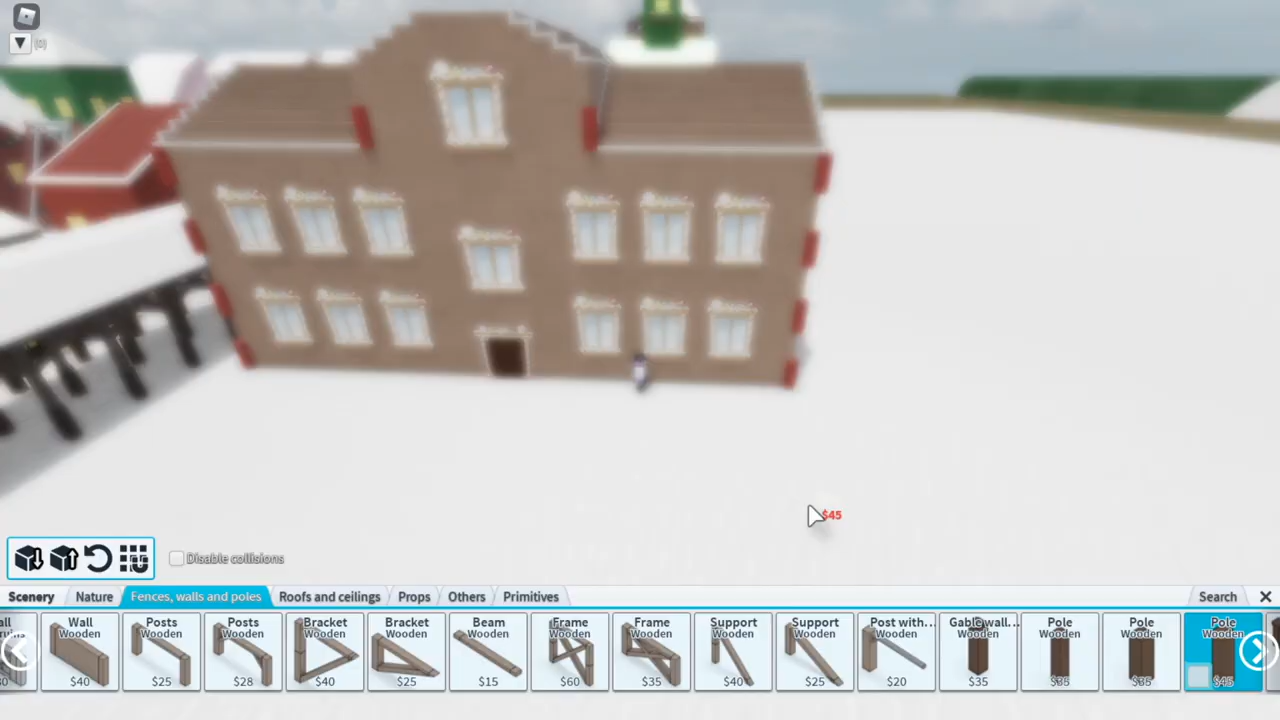 (0)
$45
Disable collisions
Scenery Nature Fences, walls and poles Roofs and ceilings Props Others Primitives Search
Wall Posts Posts Bracket Bracket Beam Frame Frame Support Support Post with... Gable wall... Pole Pole Pole
Wooden Wooden Wooden Wooden Wooden Wooden Wooden Wooden Wooden Wooden Wooden Wooden Wooden Wooden Wooden
$40 $25 $28 $40 $25 $15 $60 $35 $40 $25 $20 $35 $35 $35 $45